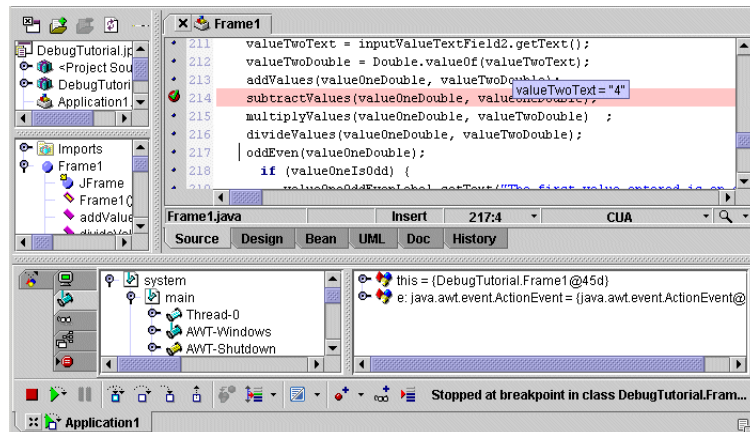 Frame1
DebugTutorial.jp
<Project Sou
DebugTutori
Application1.
Imports
Frame1
JFrame
Frame1()
addValue
211 valueTwoText = inputValueTextField2.getText();
212 valueTwoDouble = Double.valueOf(valueTwoText);
213 addValues(valueOneDouble, valueTwoDouble);
valueTwoText = "4"
214 subtractValues(valueOneDouble, valueOneDouble);
215 multiplyValues(valueOneDouble, valueTwoDouble) ;
216 divideValues(valueOneDouble, valueTwoDouble);
217 oddEven(valueOneDouble);
218 if (valueOneIsOdd) {
Frame1.java Insert 217:4 CUA
Source Design Bean UML Doc History
system
main
Thread-0
AWT-Windows
AWT-Shutdown
this = {DebugTutorial.Frame1@45d}
e: java.awt.event.ActionEvent = {java.awt.event.ActionEvent@
Stopped at breakpoint in class DebugTutorial.Fram...
Application1